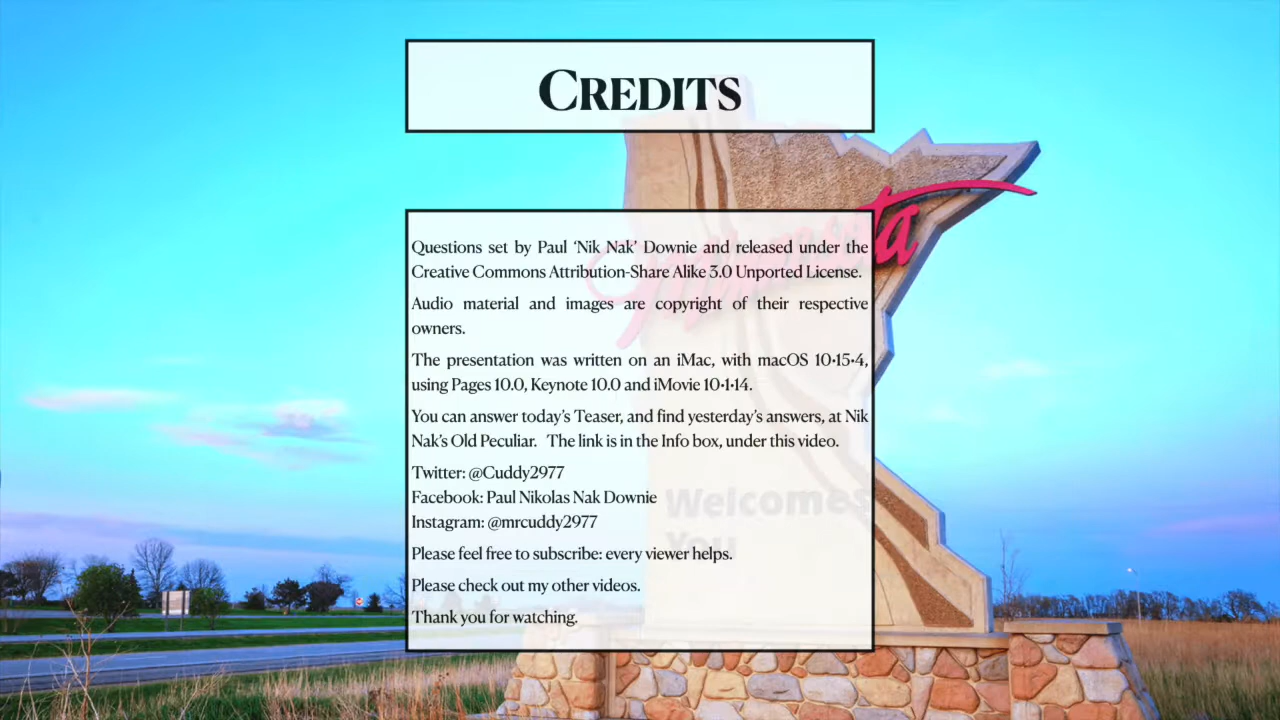 CREDITS
Questions set by Paul ‘Nik Nak’ Downie and released under the
Creative Commons Attribution-Share Alike 3.0 Unported License.
Audio material and images are copyright of their respective
owners.
The presentation was written on an iMac, with macOS 10·15·4,
using Pages 10.0, Keynote 10.0 and iMovie 10·1·14.
You can answer today’s Teaser, and find yesterday’s answers, at Nik
Nak’s Old Peculiar. The link is in the Info box, under this video.
Twitter: @Cuddy2977
Facebook: Paul Nikolas Nak Downie
Instagram: @mrcuddy2977
Please feel free to subscribe: every viewer helps.
Please check out my other videos.
Thank you for watching.
Minnesota
Welcomes
You